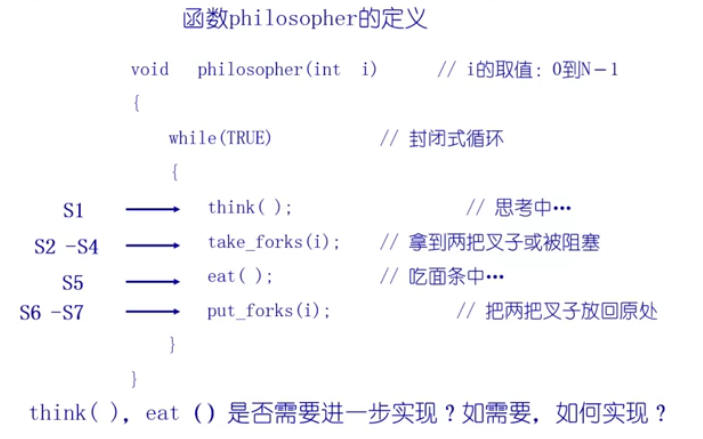 函数philosopher的定义
void philosopher(int i) // i的取值: 0到N-1
{
while(TRUE) // 封闭式循环
{
S1 think( ); // 思考中…
S2 -S4 take_forks(i); // 拿到两把叉子或被阻塞
S5 eat( ); // 吃面条中…
S6 -S7 put_forks(i); // 把两把叉子放回原处
}
}
think( ), eat () 是否需要进一步实现？如需要, 如何实现？